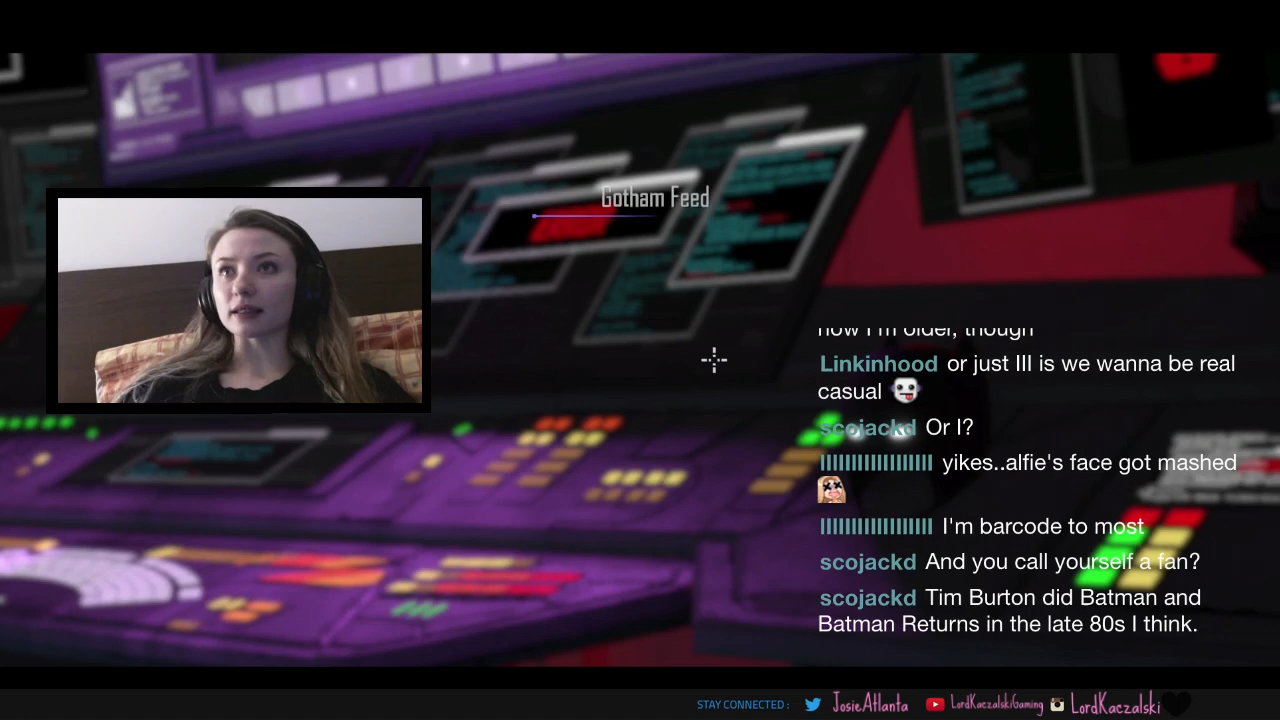 Gotham Feed
now I'm older, though
Linkinhood or just III is we wanna be real
casual
scojackd Or I?
llllllllllllllllll yikes..alfie's face got mashed
llllllllllllllllll I'm barcode to most
scojackd And you call yourself a fan?
scojackd Tim Burton did Batman and
Batman Returns in the late 80s I think.
STAY CONNECTED : JosieAtlanta LordKaczalskiGaming LordKaczalski